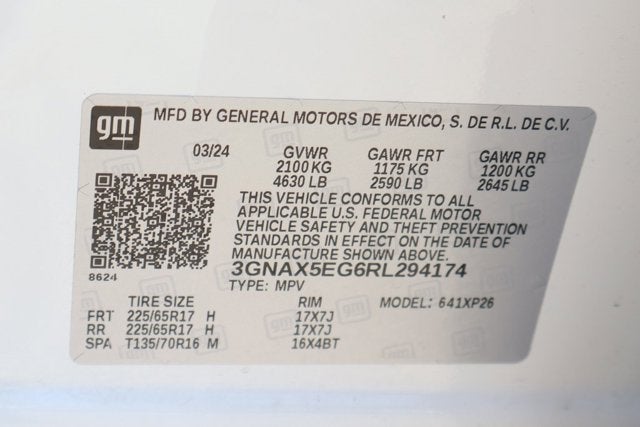 gm
MFD BY GENERAL MOTORS DE MEXICO, S. DE R.L. DE C.V.
03/24 GVWR GAWR FRT GAWR RR
2100 KG 1175 KG 1200 KG
4630 LB 2590 LB 2645 LB
THIS VEHICLE CONFORMS TO ALL
APPLICABLE U.S. FEDERAL MOTOR
VEHICLE SAFETY AND THEFT PREVENTION
STANDARDS IN EFFECT ON THE DATE OF
MANUFACTURE SHOWN ABOVE.
8624 3GNAX5EG6RL294174
TYPE: MPV
TIRE SIZE RIM MODEL: 641XP26
FRT 225/65R17 H 17X7J
RR 225/65R17 H 17X7J
SPA T135/70R16 M 16X4BT